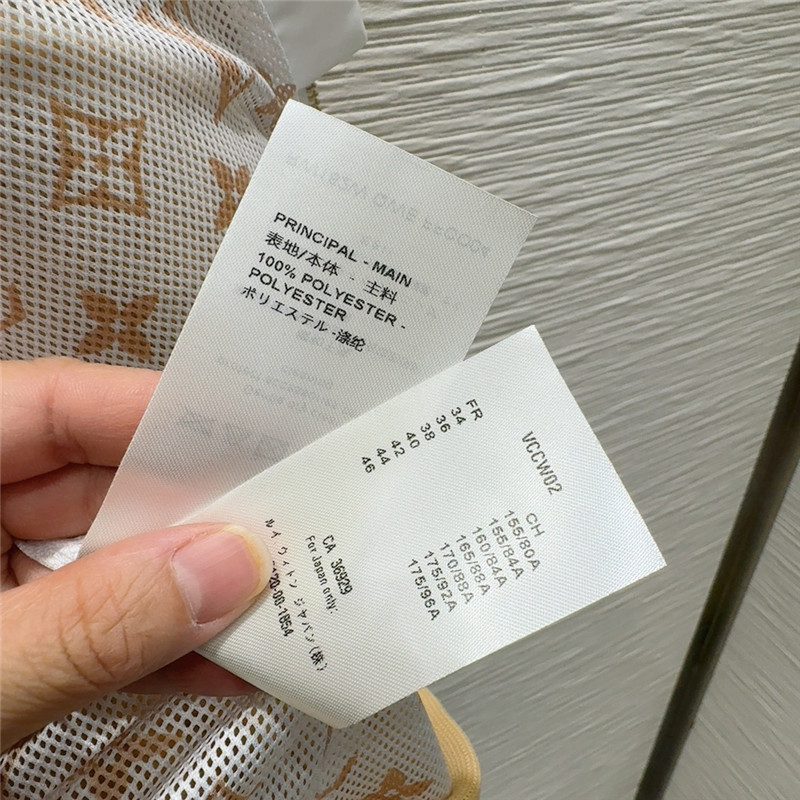 PRINCIPAL - MAIN
表地/本体 - 主料
100% POLYESTER -
POLYESTER
ポリエステル -涤纶
VCCW02
FR
34
36
38
40
42
44
46
CH
155/80A
155/84A
160/84A
165/88A
170/88A
175/92A
175/96A
CA 36929
For Japan only:
ルイ ヴィトン ジャパン (株)
20-00-1854